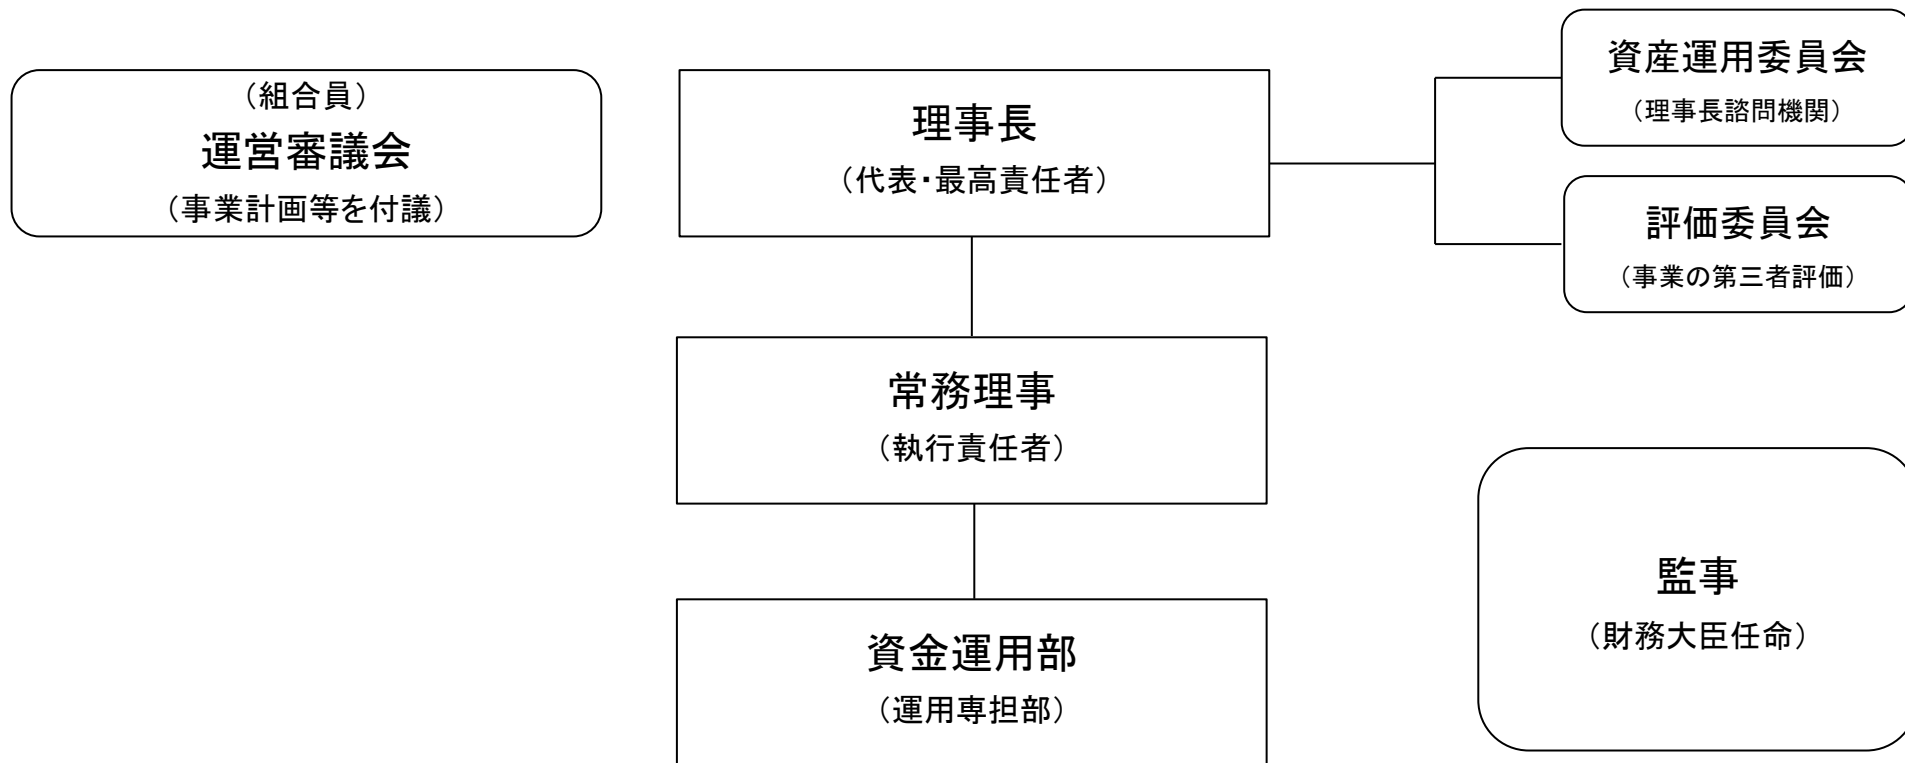 (組合員)
運営審議会
(事業計画等を付議)
理事長
(代表・最高責任者)
資産運用委員会
(理事長諮問機関)
評価委員会
(事業の第三者評価)
常務理事
(執行責任者)
監事
(財務大臣任命)
資金運用部
(運用専担部)